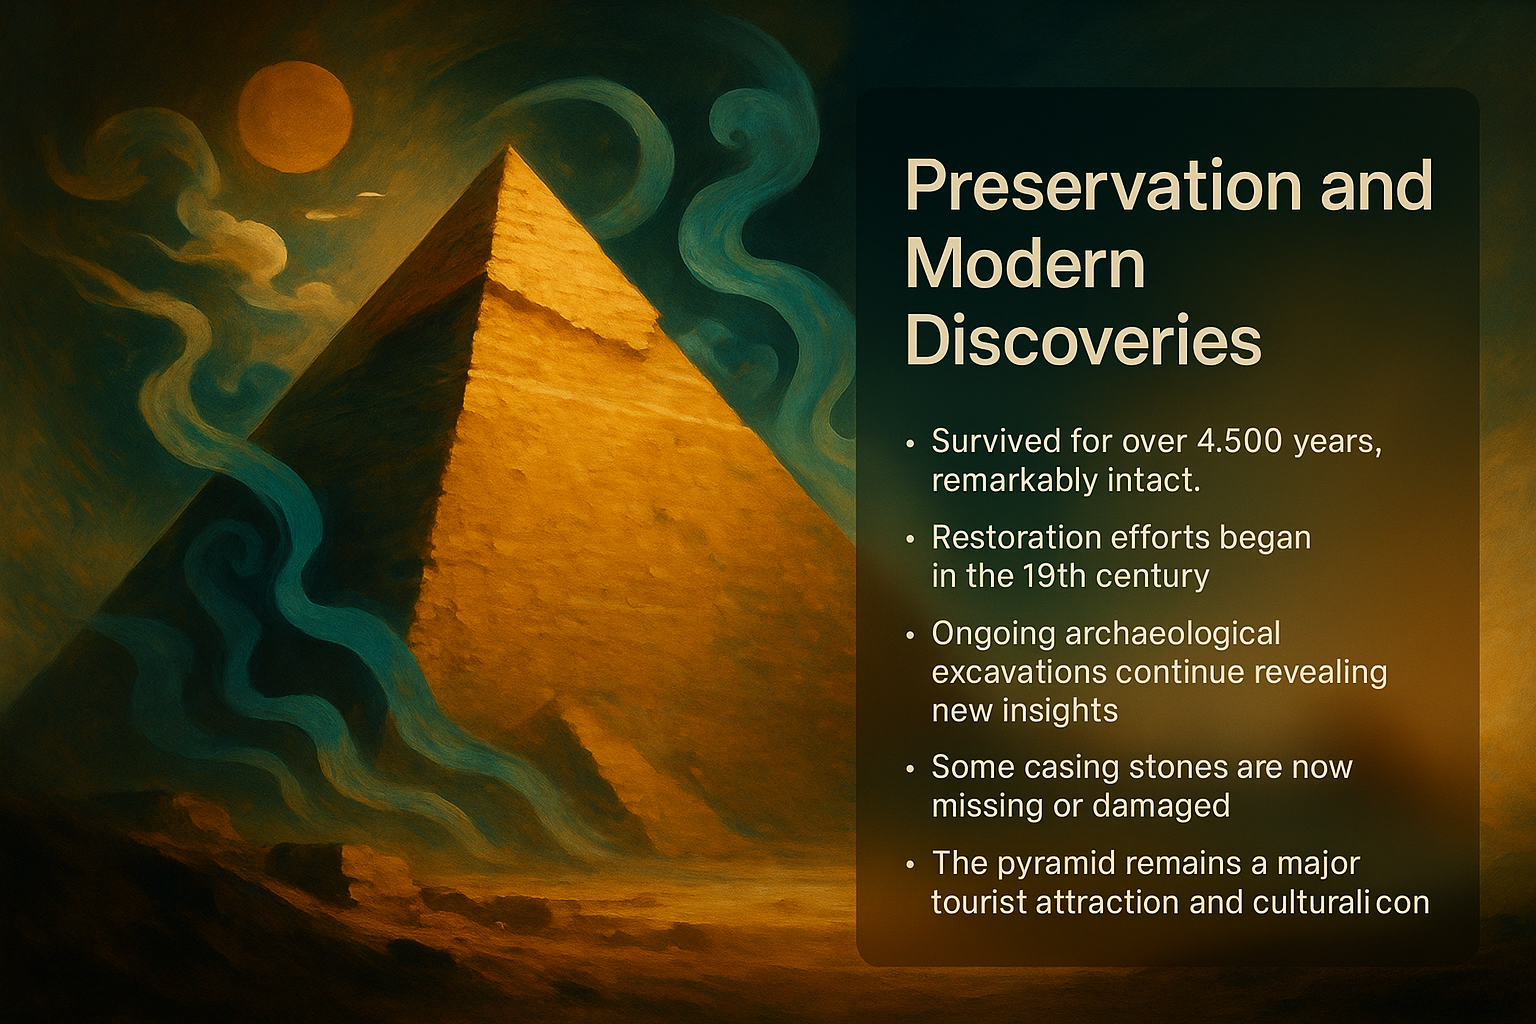 Preservation and
Modern
Discoveries
• Survived for over 4.500 years,
remarkably intact.
• Restoration efforts began
in the 19th century
• Ongoing archaeological
excavations continue revealing
new insights
• Some casing stones are now
missing or damaged
• The pyramid remains a major
tourist attraction and culturali con